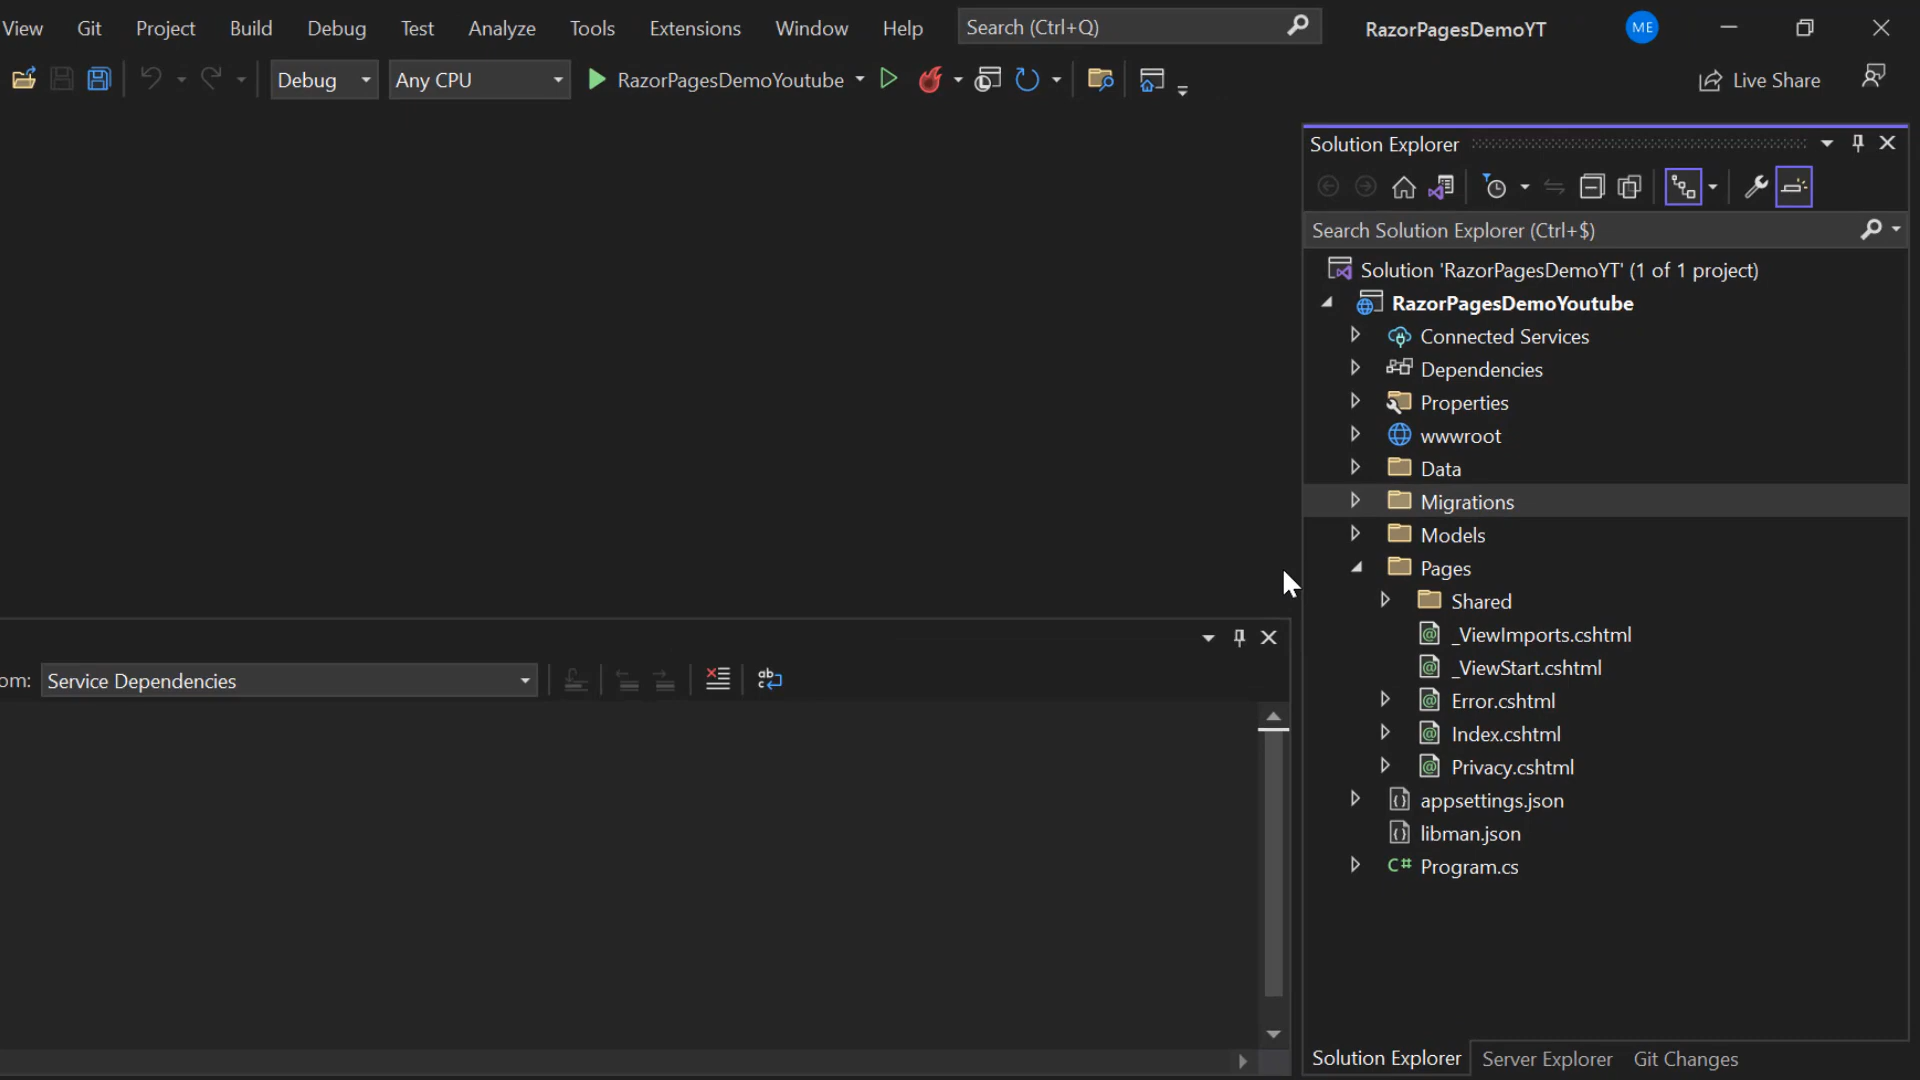 View Git Project Build Debug Test Analyze Tools Extensions Window Help Search (Ctrl+Q) RazorPagesDemoYT ME
Debug Any CPU RazorPagesDemoYoutube Live Share
Solution Explorer
Search Solution Explorer (Ctrl+$)
Solution 'RazorPagesDemoYT' (1 of 1 project)
RazorPagesDemoYoutube
Connected Services
Dependencies
Properties
wwwroot
Data
Migrations
Models
Pages
Shared
_ViewImports.cshtml
_ViewStart.cshtml
Error.cshtml
Index.cshtml
Privacy.cshtml
appsettings.json
libman.json
C# Program.cs
om: Service Dependencies
Solution Explorer Server Explorer Git Changes